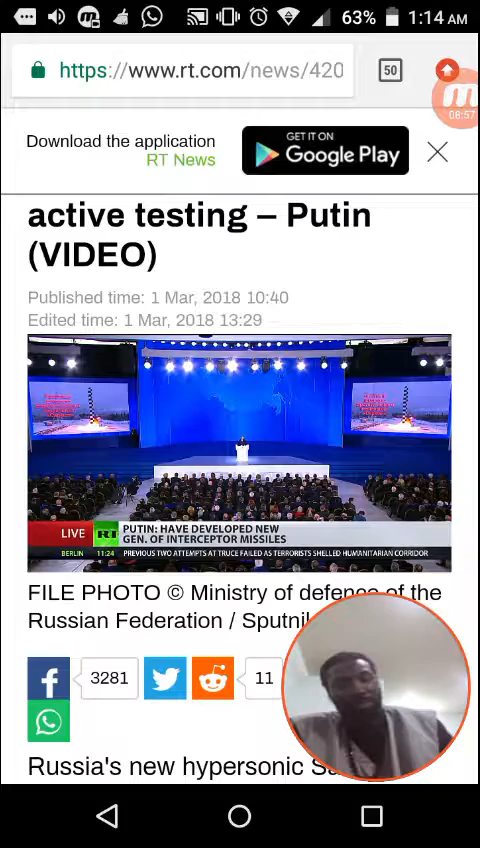 63% 1:14 AM
https://www.rt.com/news/420
50
08:57
Download the application
RT News
GET IT ON
Google Play
active testing – Putin
(VIDEO)
Published time: 1 Mar, 2018 10:40
Edited time: 1 Mar, 2018 13:29
LIVE RT PUTIN: HAVE DEVELOPED NEW
GEN. OF INTERCEPTOR MISSILES
BERLIN 11:24 PREVIOUS TWO ATTEMPTS AT TRUCE FAILED AS TERRORISTS SHELLED HUMANITARIAN CORRIDOR
FILE PHOTO © Ministry of defence of the
Russian Federation / Sputnik
3281 11
Russia's new hypersonic